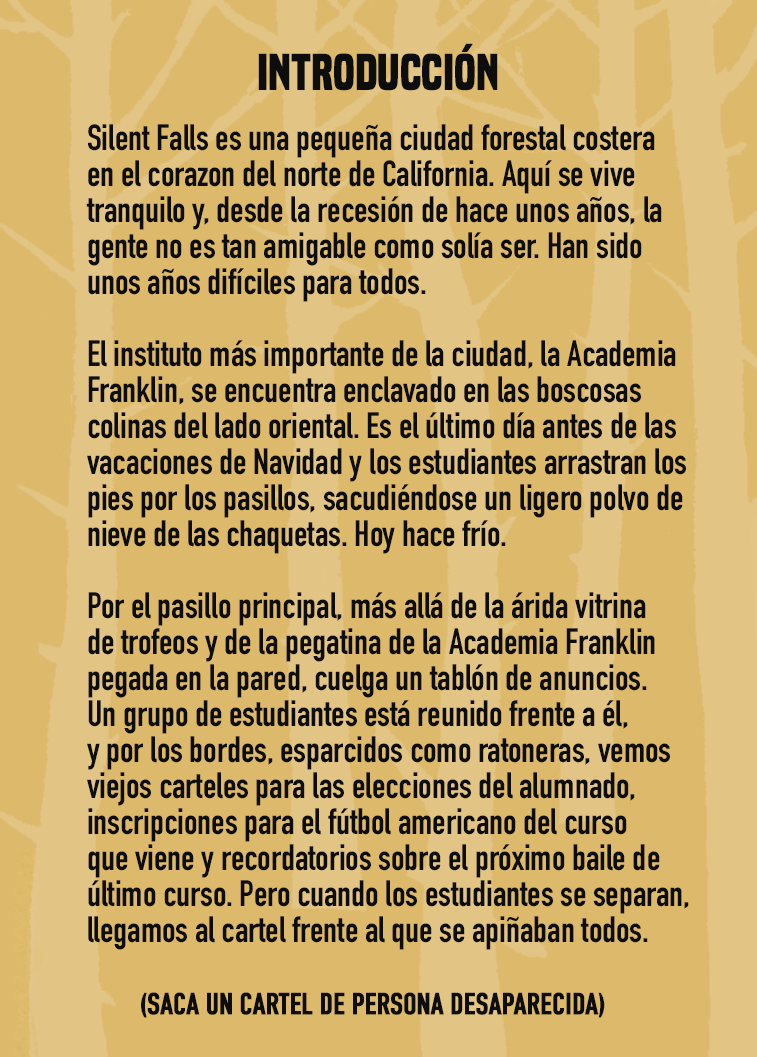 INTRODUCCIÓN
Silent Falls es una pequeña ciudad forestal costera
en el corazon del norte de California. Aquí se vive
tranquilo y, desde la recesión de hace unos años, la
gente no es tan amigable como solía ser. Han sido
unos años difíciles para todos.
El instituto más importante de la ciudad, la Academia
Franklin, se encuentra enclavado en las boscosas
colinas del lado oriental. Es el último día antes de las
vacaciones de Navidad y los estudiantes arrastran los
pies por los pasillos, sacudiéndose un ligero polvo de
nieve de las chaquetas. Hoy hace frío.
Por el pasillo principal, más allá de la árida vitrina
de trofeos y de la pegatina de la Academia Franklin
pegada en la pared, cuelga un tablón de anuncios.
Un grupo de estudiantes está reunido frente a él,
y por los bordes, esparcidos como ratoneras, vemos
viejos carteles para las elecciones del alumnado,
inscripciones para el fútbol americano del curso
que viene y recordatorios sobre el próximo baile de
último curso. Pero cuando los estudiantes se separan,
llegamos al cartel frente al que se apiñaban todos.
(SACA UN CARTEL DE PERSONA DESAPARECIDA)